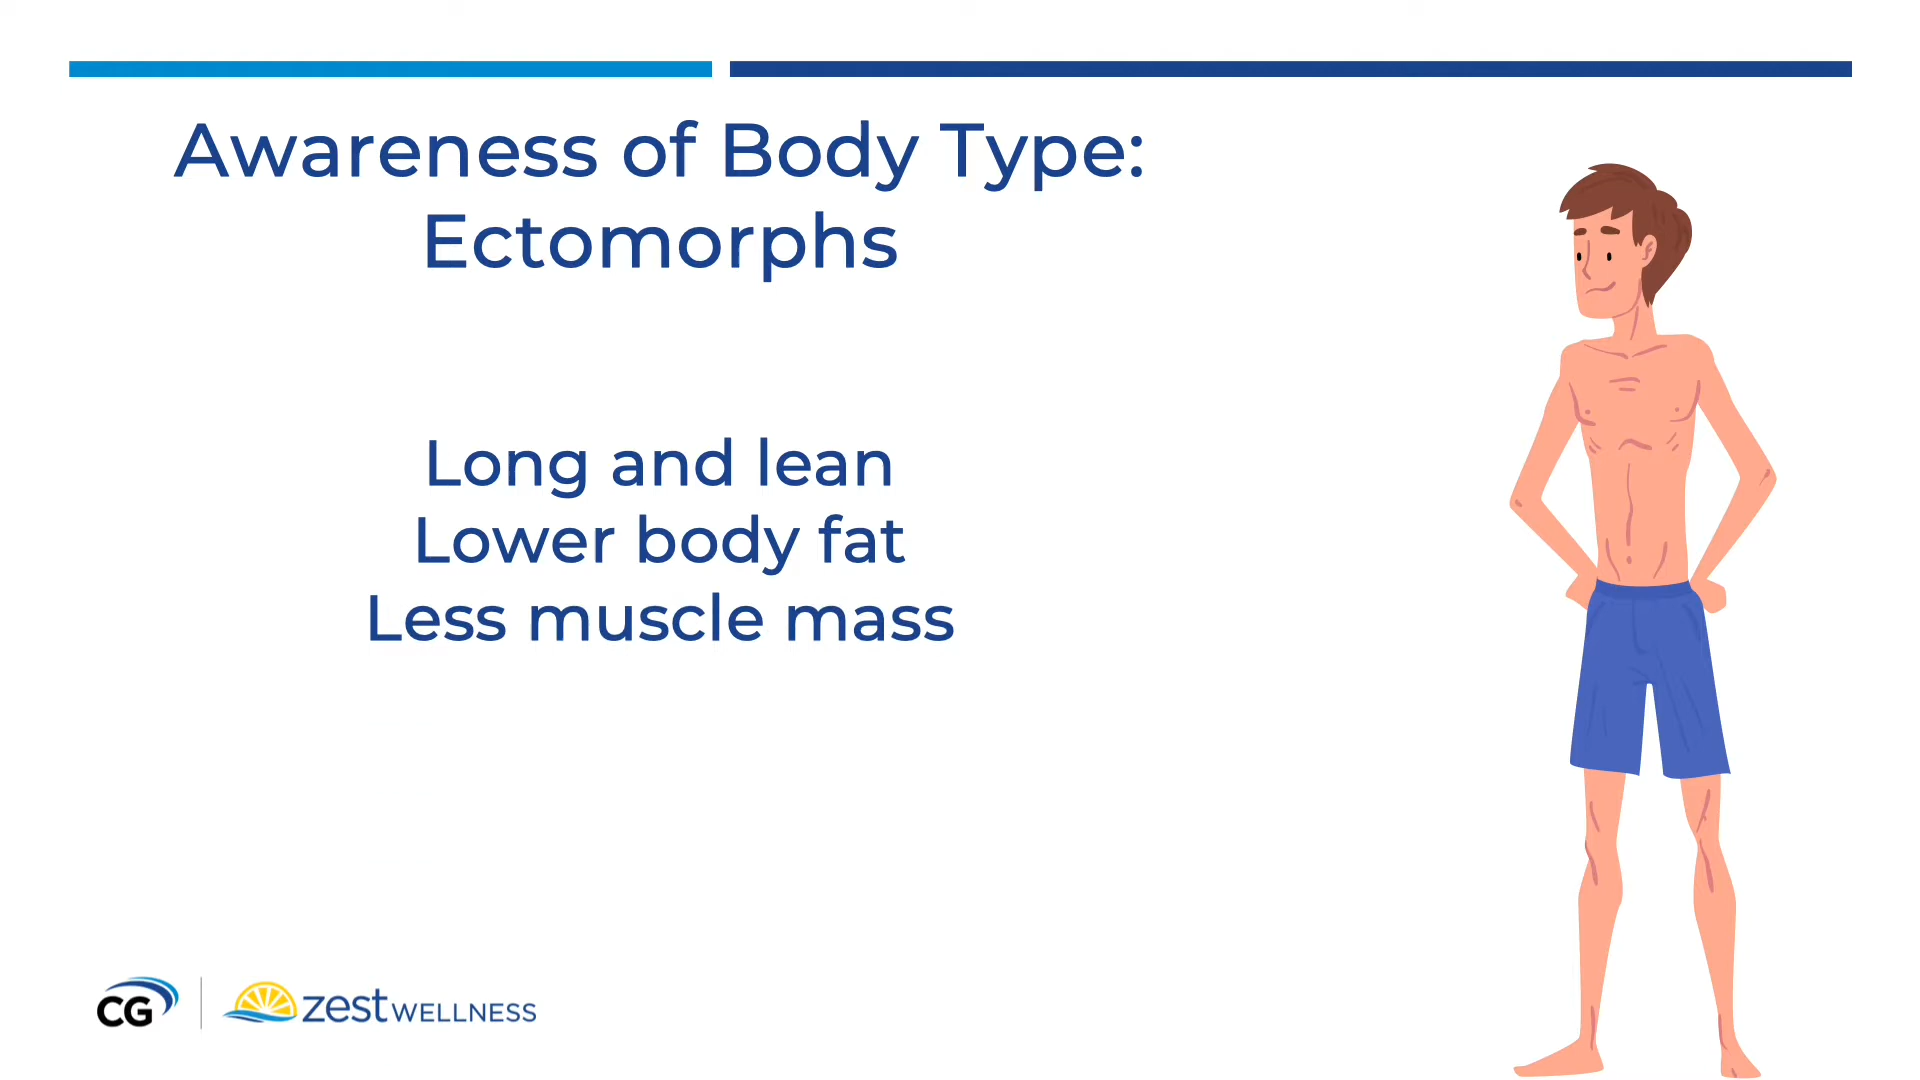 Awareness of Body Type:
Ectomorphs
Long and lean
Lower body fat
Less muscle mass
CG
zest WELLNESS